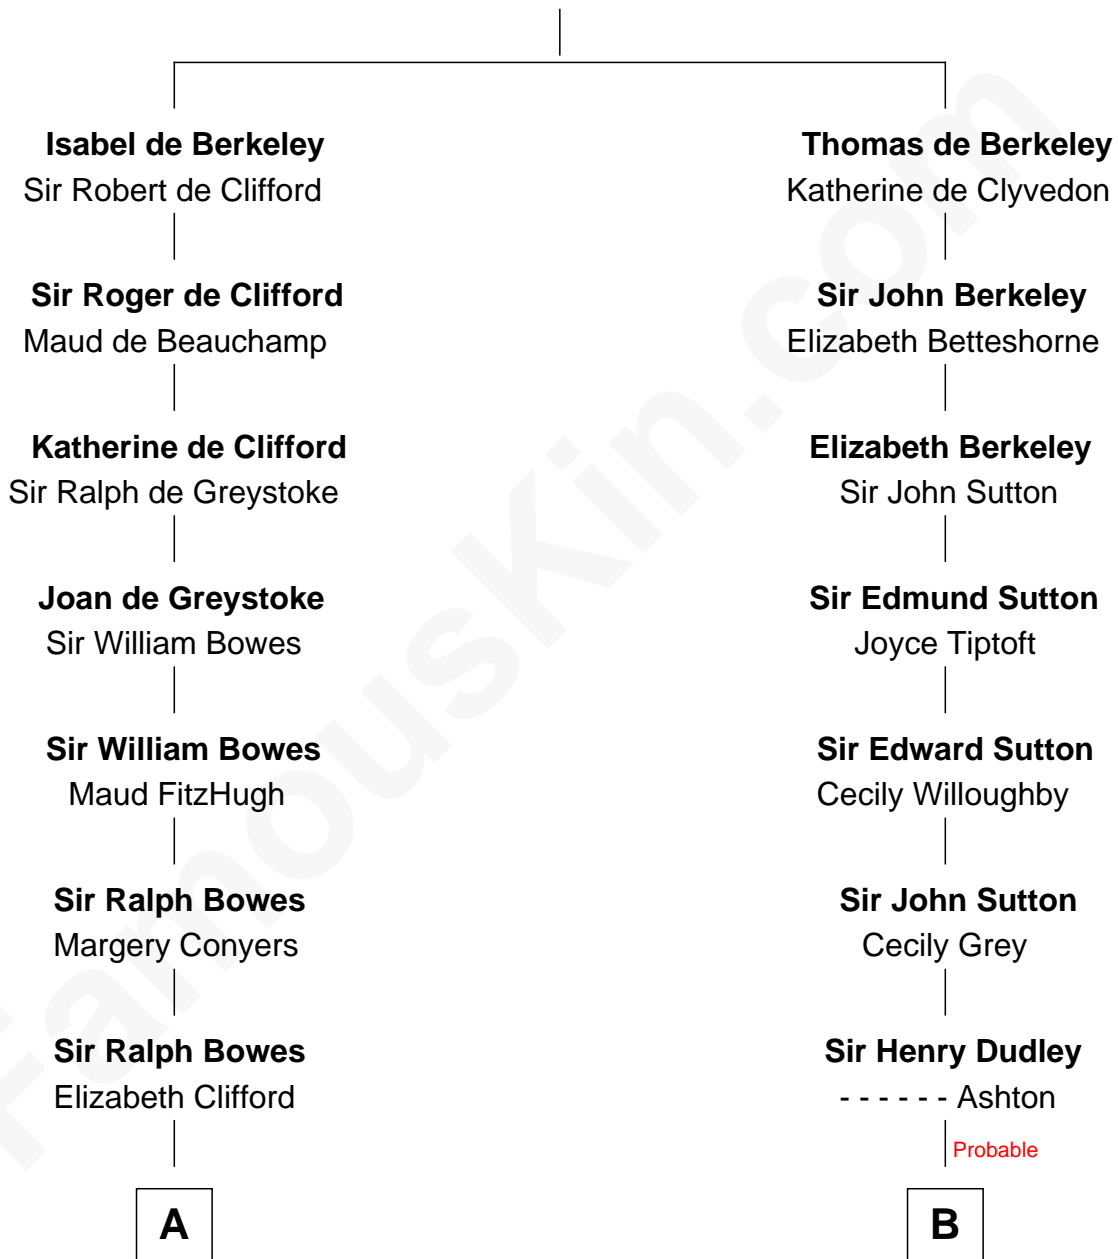 Isabel de Berkeley
Sir Robert de Clifford
Sir Roger de Clifford
Maud de Beauchamp
Katherine de Clifford
Sir Ralph de Greystoke
Joan de Greystoke
Sir William Bowes
Sir William Bowes
Maud FitzHugh
Sir Ralph Bowes
Margery Conyers
Sir Ralph Bowes
Elizabeth Clifford
A
Thomas de Berkeley
Katherine de Clyvedon
Sir John Berkeley
Elizabeth Betteshorne
Elizabeth Berkeley
Sir John Sutton
Sir Edmund Sutton
Joyce Tiptoft
Sir Edward Sutton
Cecily Willoughby
Sir John Sutton
Cecily Grey
Sir Henry Dudley
- - - - - - Ashton
Probable
B
FamousKin.com